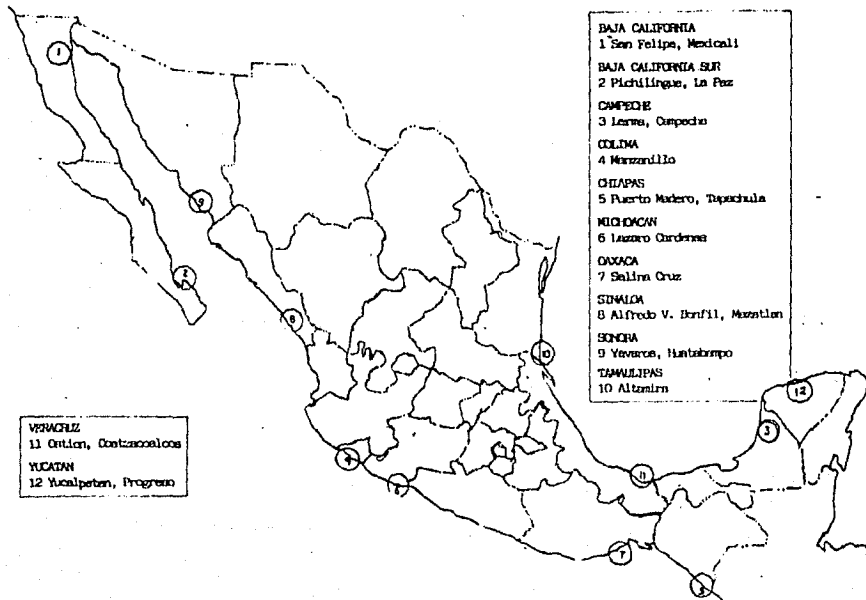 BAJA CALIFORNIA
1 San Felipe, Mexicali
BAJA CALIFORNIA SUR
2 Pichilingue, La Paz
CAMPECHE
3 Lerma, Campeche
COLIMA
4 Manzanillo
CHIAPAS
5 Puerto Madero, Tapachula
MICHOACAN
6 Lazaro Cardenas
OAXACA
7 Salina Cruz
SINALOA
8 Alfredo V. Bonfil, Mazatlan
SONORA
9 Yavaros, Huatabampo
TAMAULIPAS
10 Altamira
VERACRUZ
11 Ostion, Coatzacoalcos
YUCATAN
12 Yucalpeten, Progreso
1
9
2
8
10
12
3
4
6
11
7
5